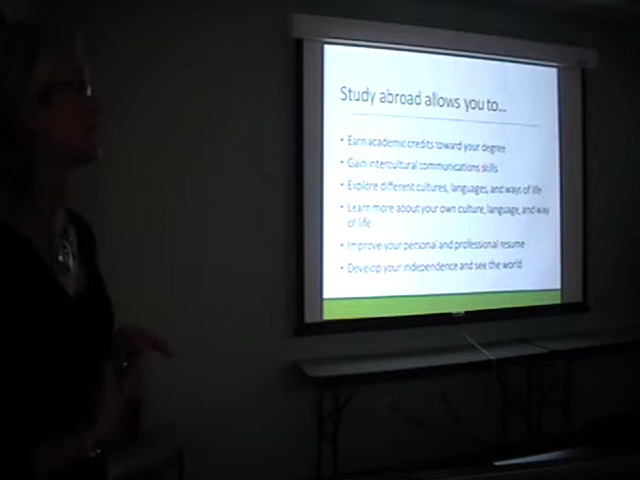 Study abroad allows you to...
• Earn academic credits toward your degree
• Gain intercultural communications skills
• Explore different cultures, languages, and ways of life
• Learn more about your own culture, language, and way
of life
• Improve your personal and professional resume
• Develop your independence and see the world